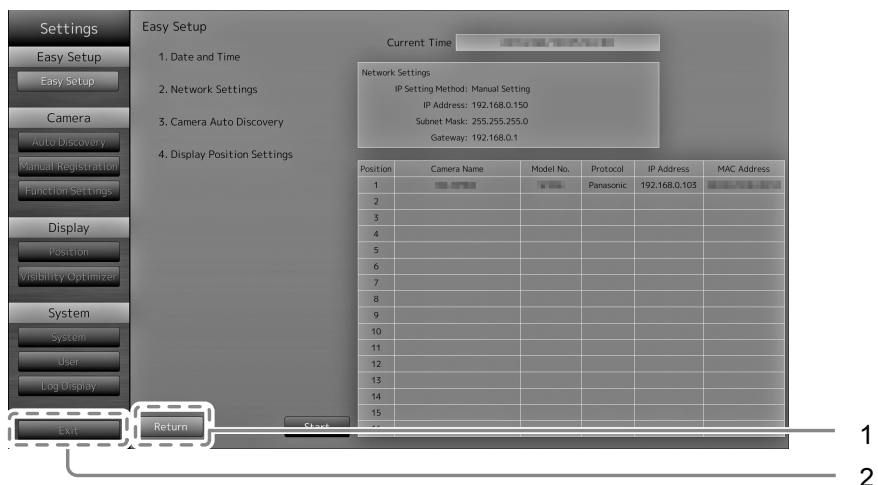 Settings
Easy Setup
Easy Setup
Camera
Auto Discovery
Manual Registration
Function Settings
Display
Position
Visibility Optimizer
System
System
User
Log Display
Exit
Easy Setup
1. Date and Time
2. Network Settings
3. Camera Auto Discovery
4. Display Position Settings
Return
Start
Current Time
Network Settings
IP Setting Method: Manual Setting
IP Address: 192.168.0.150
Subnet Mask: 255.255.255.0
Gateway: 192.168.0.1
Position Camera Name Model No. Protocol IP Address MAC Address
1 Panasonic 192.168.0.103
2
3
4
5
6
7
8
9
10
11
12
13
14
15
1
2